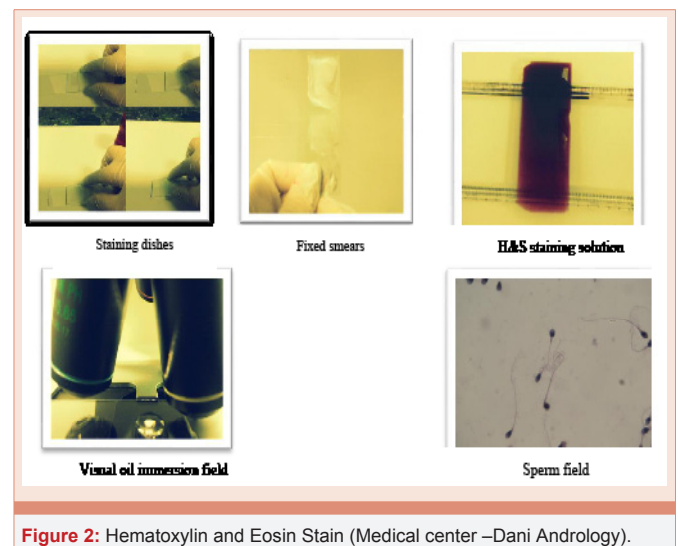 Staining dishes
Fixed smears
H&S staining solution
Visual oil immersion field
Sperm field
Figure 2: Hematoxylin and Eosin Stain (Medical center –Dani Andrology).